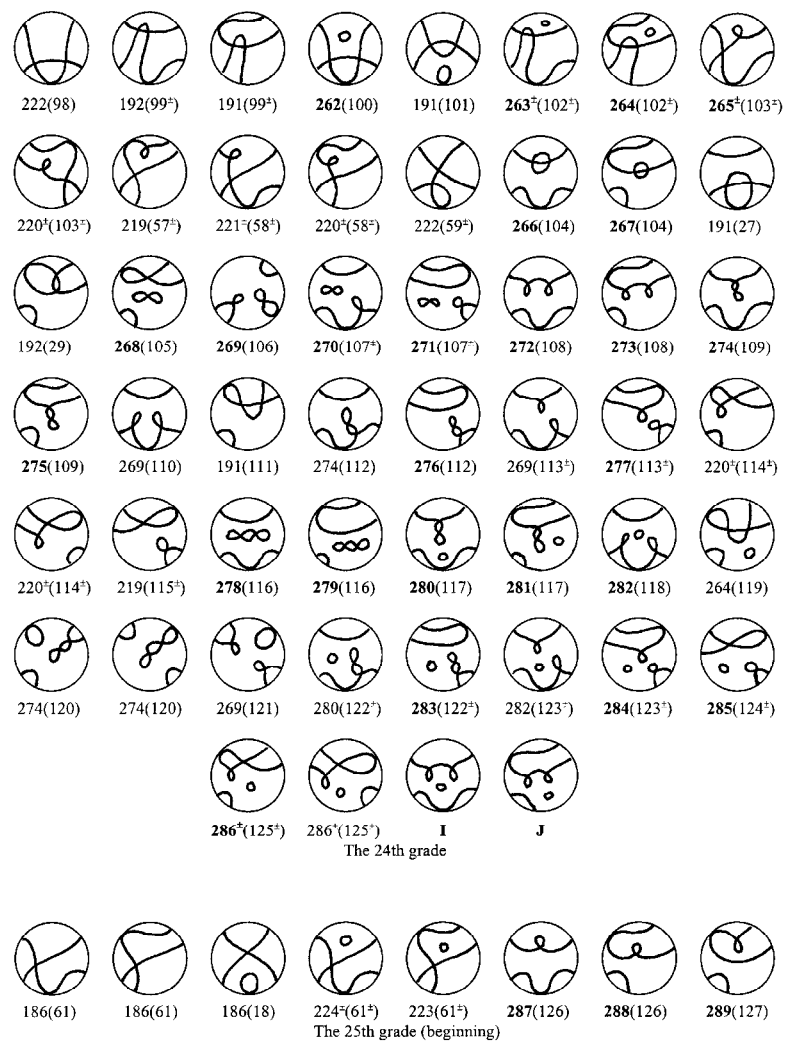 222(98) 192(99±) 191(99±) 262(100) 191(101) 263±(102±) 264(102±) 265±(103∓)
220±(103∓) 219(57±) 221∓(58±) 220±(58∓) 222(59±) 266(104) 267(104) 191(27)
192(29) 268(105) 269(106) 270(107±) 271(107∓) 272(108) 273(108) 274(109)
275(109) 269(110) 191(111) 274(112) 276(112) 269(113±) 277(113±) 220±(114±)
220±(114±) 219(115±) 278(116) 279(116) 280(117) 281(117) 282(118) 264(119)
274(120) 274(120) 269(121) 280(122±) 283(122±) 282(123∓) 284(123±) 285(124±)
286±(125±) 286±(125±) I J
The 24th grade
186(61) 186(61) 186(18) 224∓(61±) 223(61±) 287(126) 288(126) 289(127)
The 25th grade (beginning)